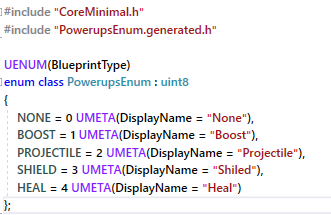 #include "CoreMinimal.h"
#include "PowerupsEnum.generated.h"
UENUM(BlueprintType)
enum class PowerupsEnum : uint8
{
NONE = 0 UMETA(DisplayName = "None"),
BOOST = 1 UMETA(DisplayName = "Boost"),
PROJECTILE = 2 UMETA(DisplayName = "Projectile"),
SHIELD = 3 UMETA(DisplayName = "Shiled"),
HEAL = 4 UMETA(DisplayName = "Heal")
};